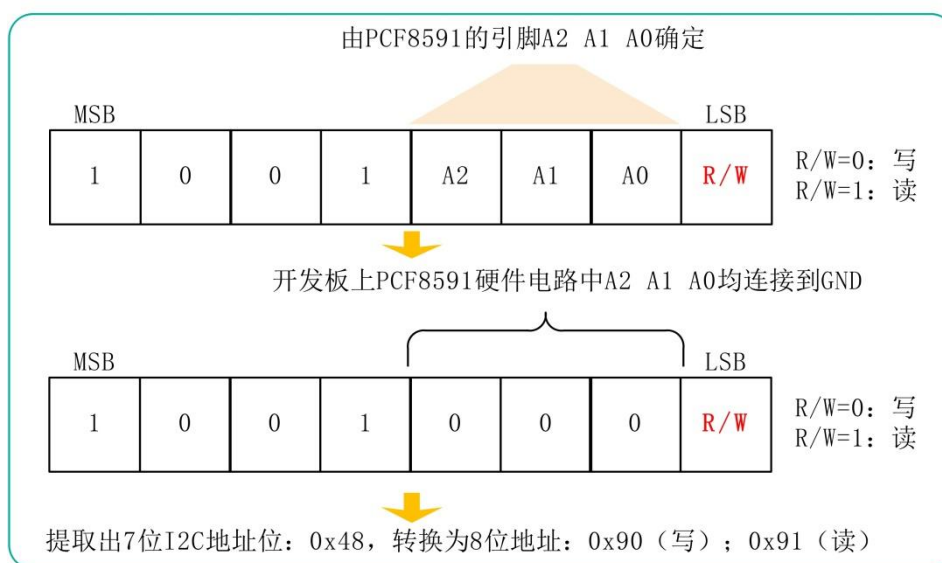 由PCF8591的引脚A2 A1 A0确定
MSB LSB
1 0 0 1 A2 A1 A0 R/W
R/W=0：写
R/W=1：读
开发板上PCF8591硬件电路中A2 A1 A0均连接到GND
MSB LSB
1 0 0 1 0 0 0 R/W
R/W=0：写
R/W=1：读
提取出7位I2C地址位：0x48，转换为8位地址：0x90（写）；0x91（读）